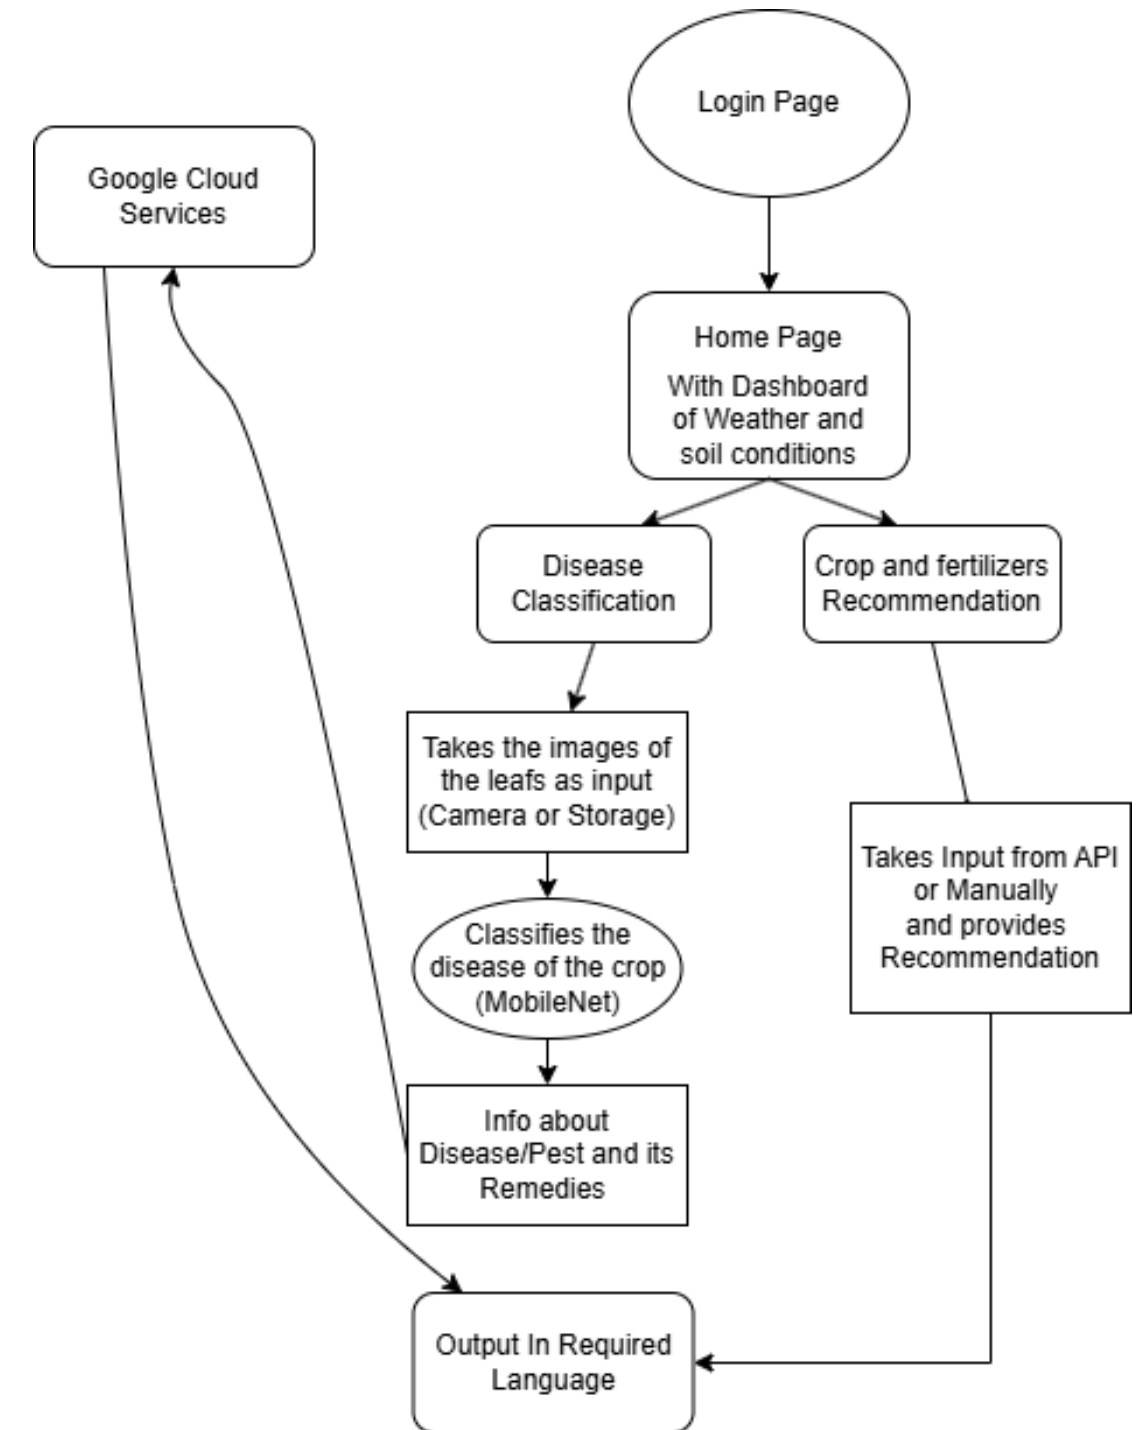 Login Page
Google Cloud
Services
Home Page
With Dashboard
of Weather and
soil conditions
Disease
Classification
Crop and fertilizers
Recommendation
Takes the images of
the leafs as input
(Camera or Storage)
Takes Input from API
or Manually
and provides
Recommendation
Classifies the
disease of the crop
(MobileNet)
Info about
Disease/Pest and its
Remedies
Output In Required
Language